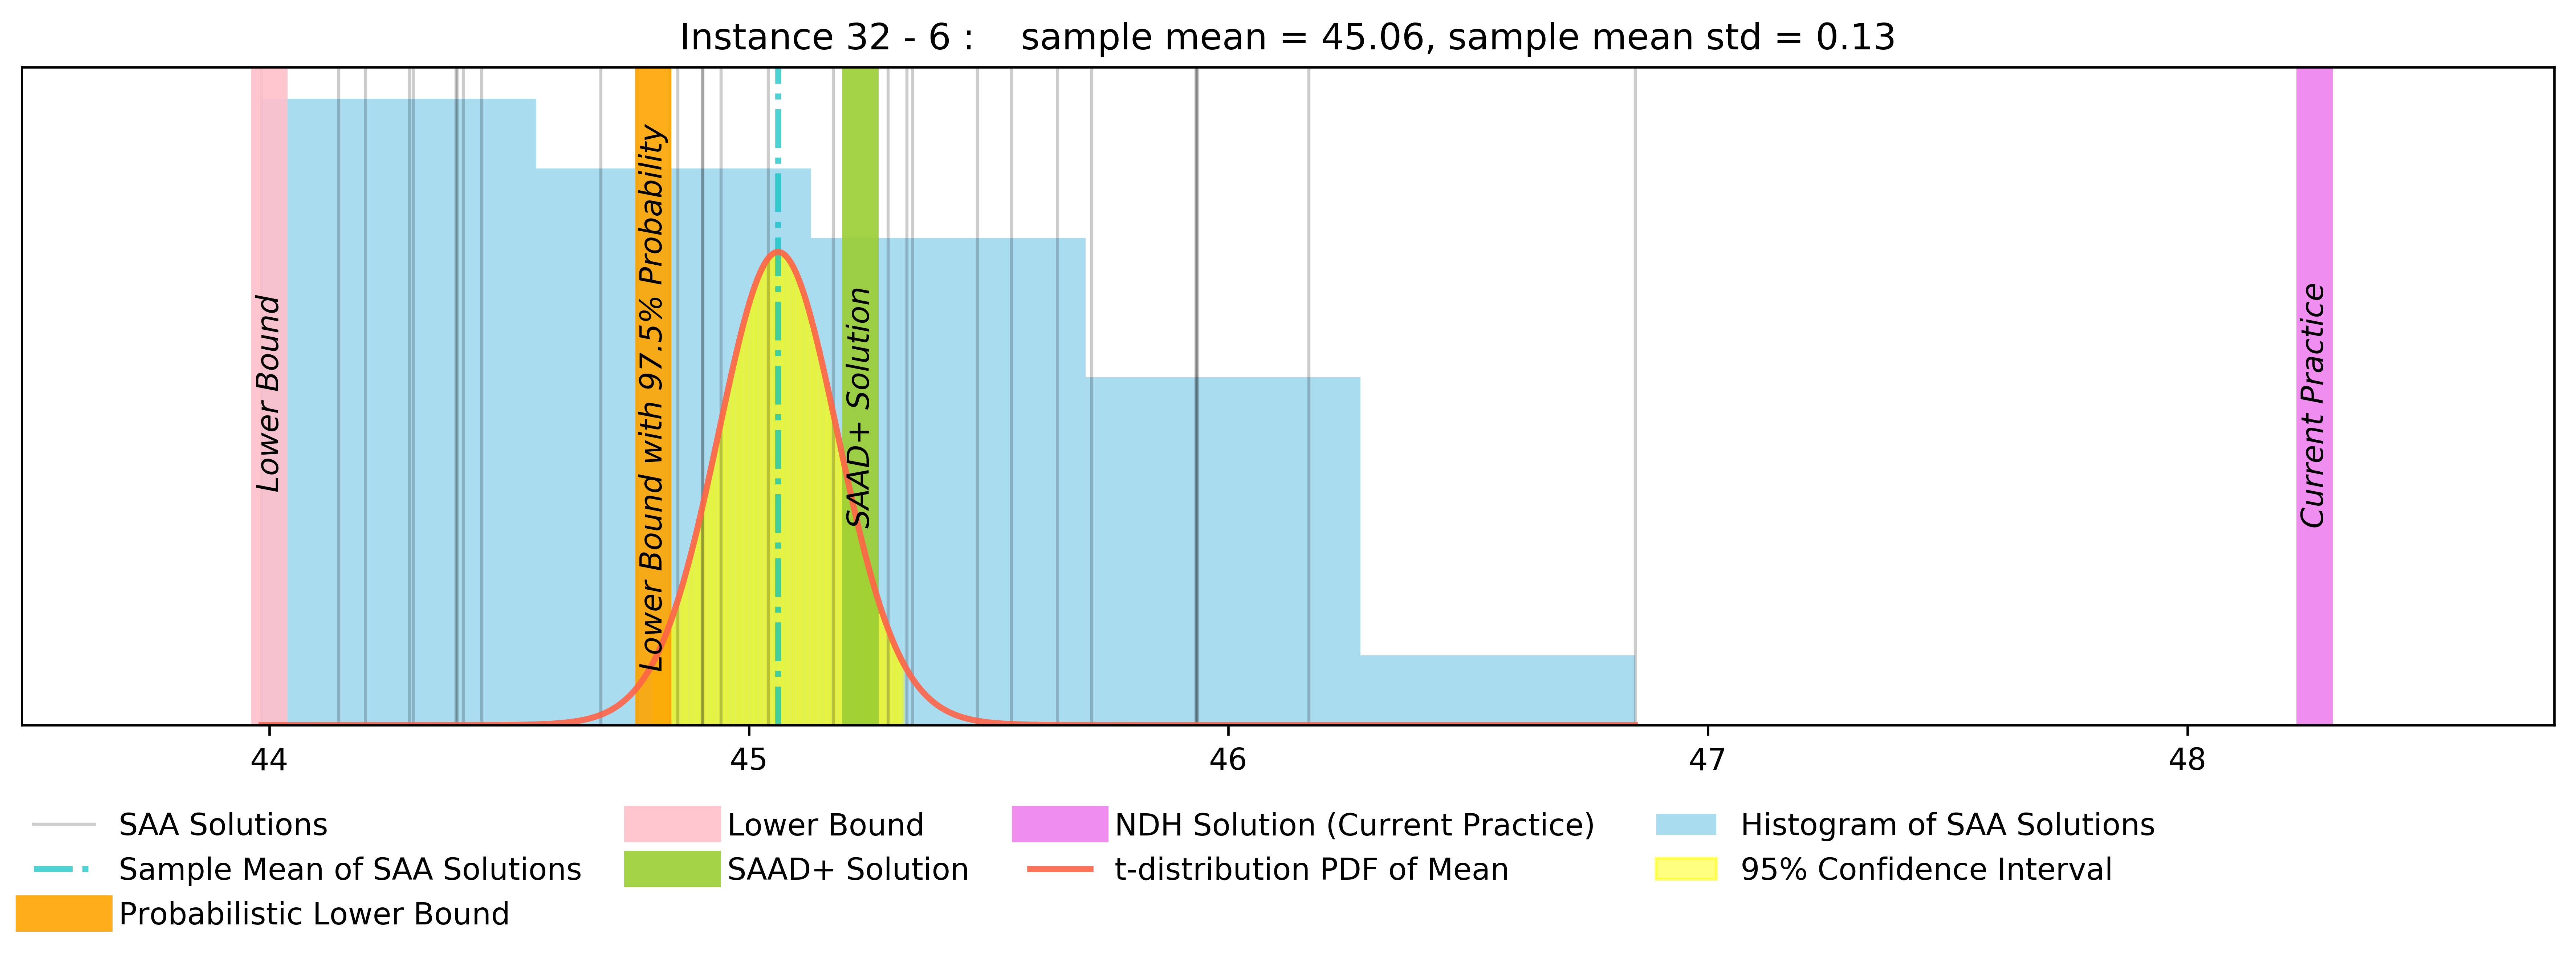 Instance 32 - 6 :    sample mean = 45.06, sample mean std = 0.13
Lower Bound
Lower Bound with 97.5% Probability
SAAD+ Solution
Current Practice
44 45 46 47 48
SAA Solutions
Sample Mean of SAA Solutions
Probabilistic Lower Bound
Lower Bound
SAAD+ Solution
NDH Solution (Current Practice)
t-distribution PDF of Mean
Histogram of SAA Solutions
95% Confidence Interval